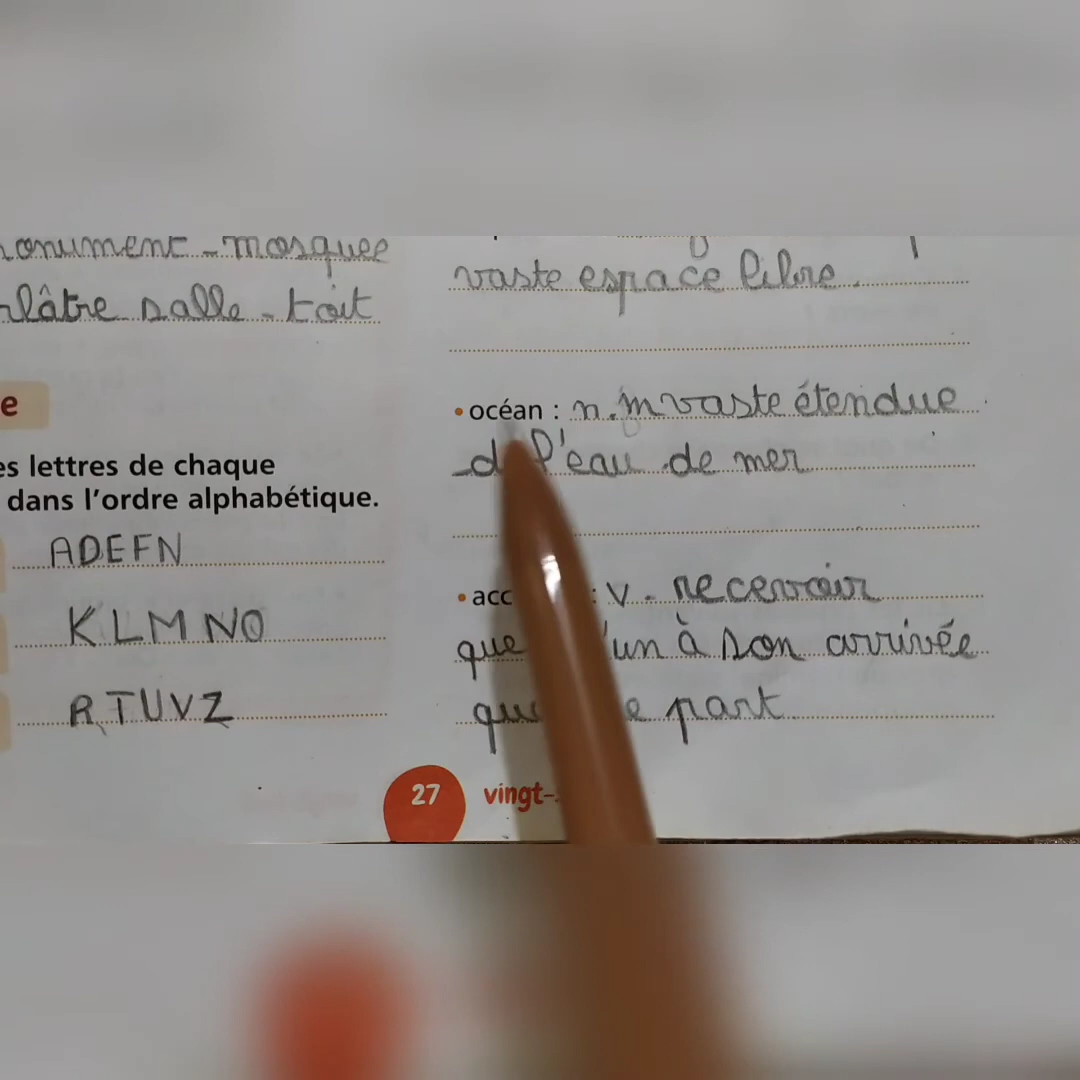 monument - mosquée
plâtre salle - toit
e
es lettres de chaque
dans l'ordre alphabétique.
ADEFN
KLMNO
RTUVZ
vaste espace libre.
• océan : n.m vaste étendue
l'eau de mer
• acc : v. recevoir
que 'un à son arrivée
part
27 vingt-